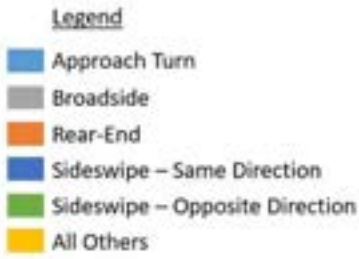 Legend
Approach Turn
Broadside
Rear-End
Sideswipe – Same Direction
Sideswipe – Opposite Direction
All Others